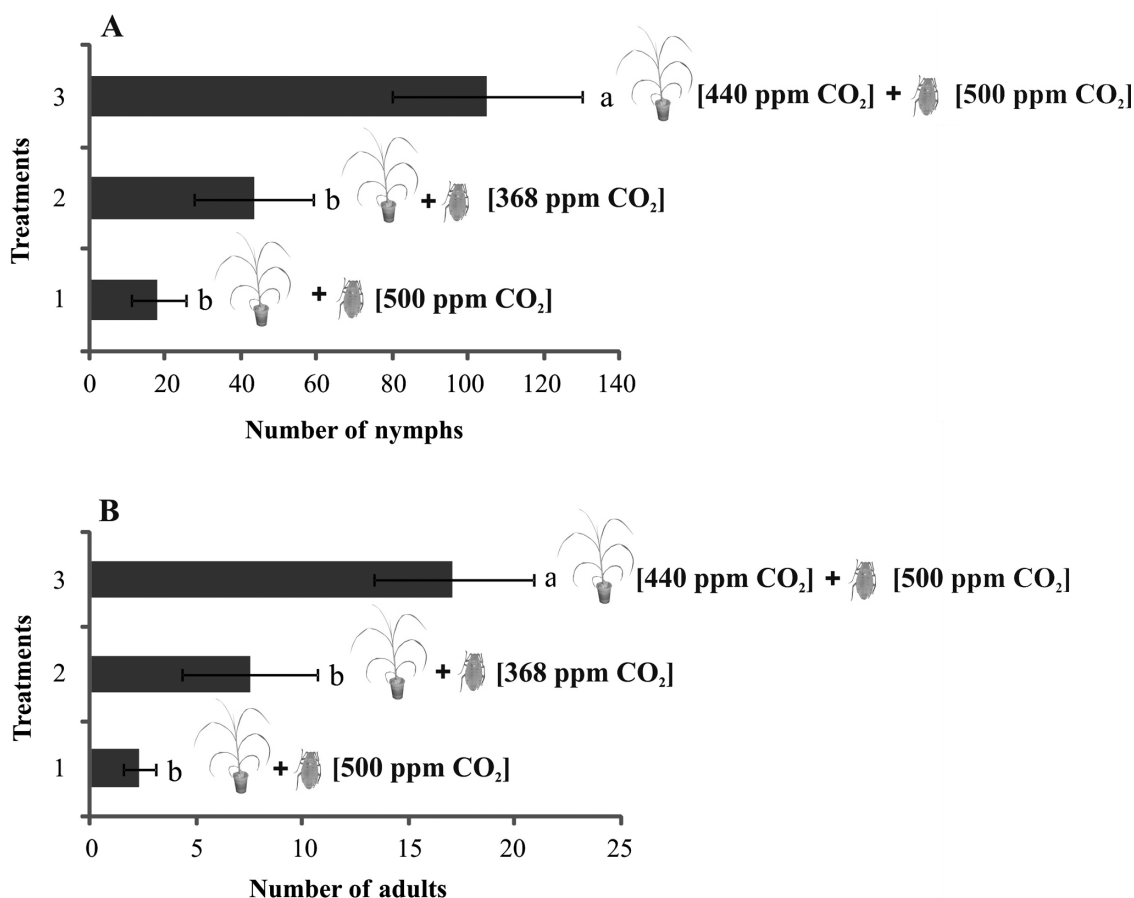 A
Treatments
3
a
[440 ppm CO₂] + [500 ppm CO₂]
2
b
+ [368 ppm CO₂]
1
b
+ [500 ppm CO₂]
0 20 40 60 80 100 120 140
Number of nymphs
B
Treatments
3
a
[440 ppm CO₂] + [500 ppm CO₂]
2
b
+ [368 ppm CO₂]
1
b
+ [500 ppm CO₂]
0 5 10 15 20 25
Number of adults